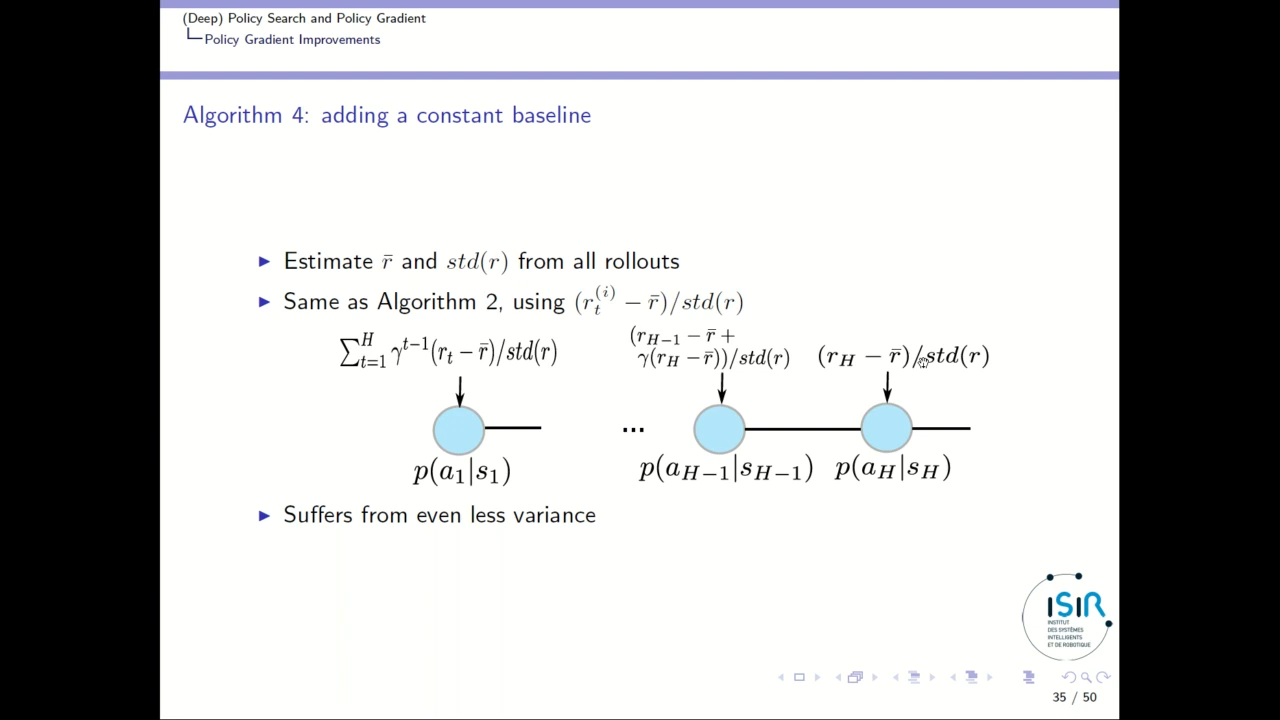 (Deep) Policy Search and Policy Gradient
Policy Gradient Improvements
Algorithm 4: adding a constant baseline
▶ Estimate r̄ and std(r) from all rollouts
▶ Same as Algorithm 2, using (r_t^{(i)} − r̄)/std(r)
∑_{t=1}^{H} γ^{t−1}(r_t − r̄)/std(r)
(r_{H−1} − r̄ +
γ(r_H − r̄))/std(r)
(r_H − r̄)/std(r)
...
p(a_1|s_1)
p(a_{H−1}|s_{H−1})
p(a_H|s_H)
▶ Suffers from even less variance
ISIR
INSTITUT
DES SYSTÈMES
INTELLIGENTS
ET DE ROBOTIQUE
35 / 50